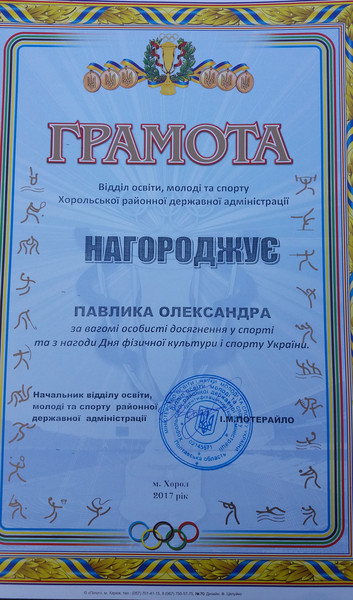 ГРАМОТА
Відділ освіти, молоді та спорту
Хорольської районної державної адміністрації
НАГОРОДЖУЄ
ПАВЛИКА ОЛЕКСАНДРА
за вагомі особисті досягнення у спорті
та з нагоди Дня фізичної культури і спорту України.
Начальник відділу освіти,
молоді та спорту районної
державної адміністрації
І.М.ПОТЕРАЙЛО
м. Хорол
2017 рік